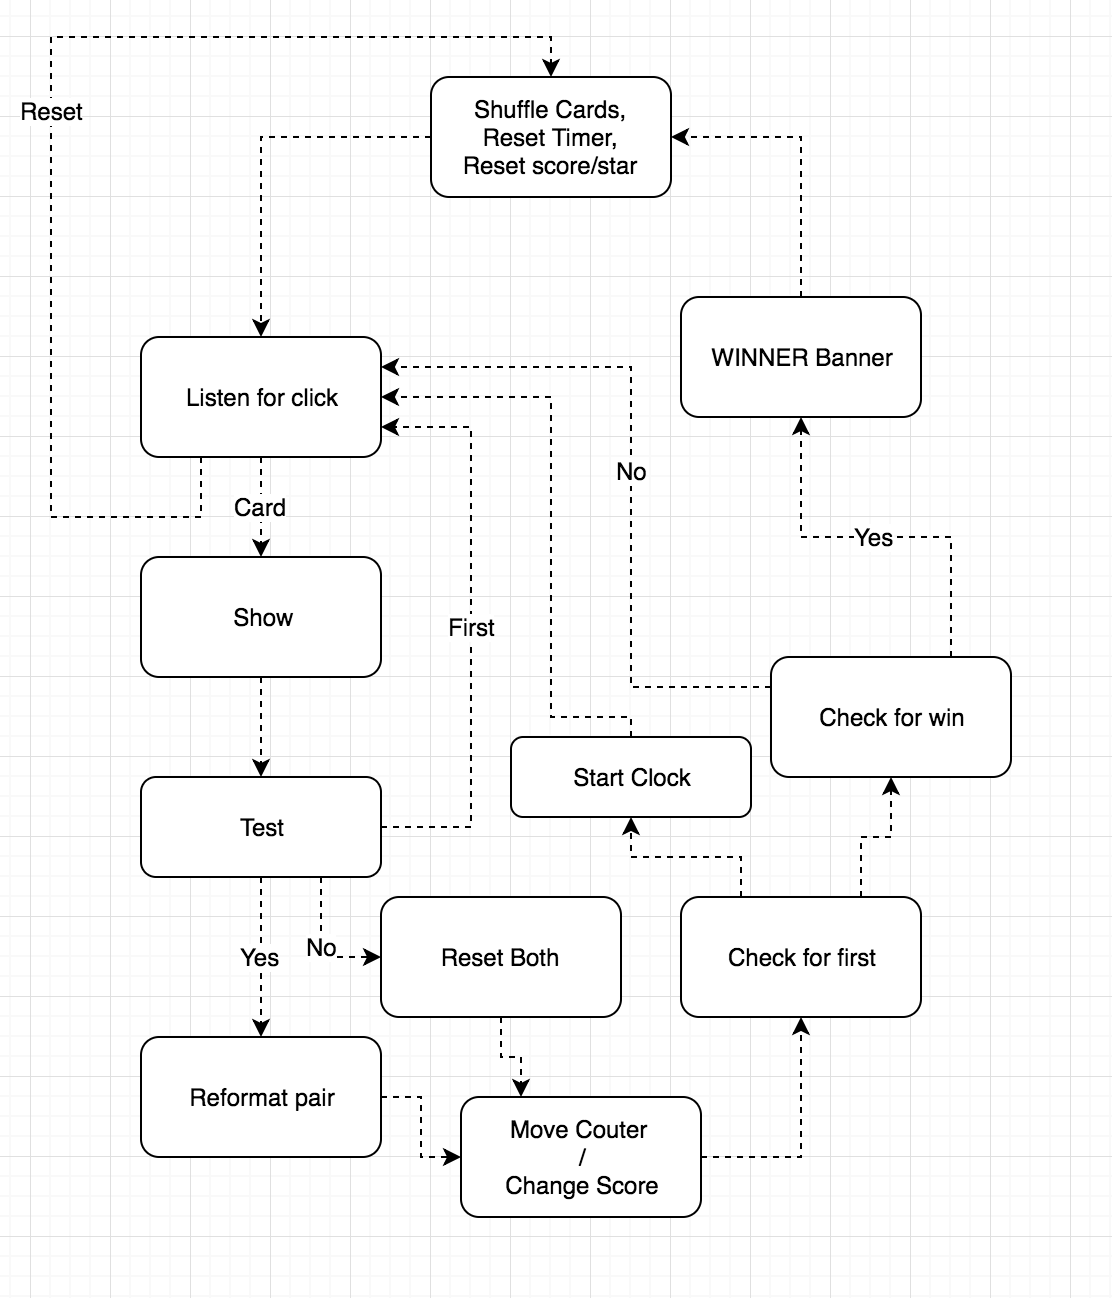 Reset
Shuffle Cards,
Reset Timer,
Reset score/star
WINNER Banner
Listen for click
No
Card
Yes
Show
First
Check for win
Start Clock
Test
No
Yes
Reset Both
Check for first
Reformat pair
Move Couter
/
Change Score